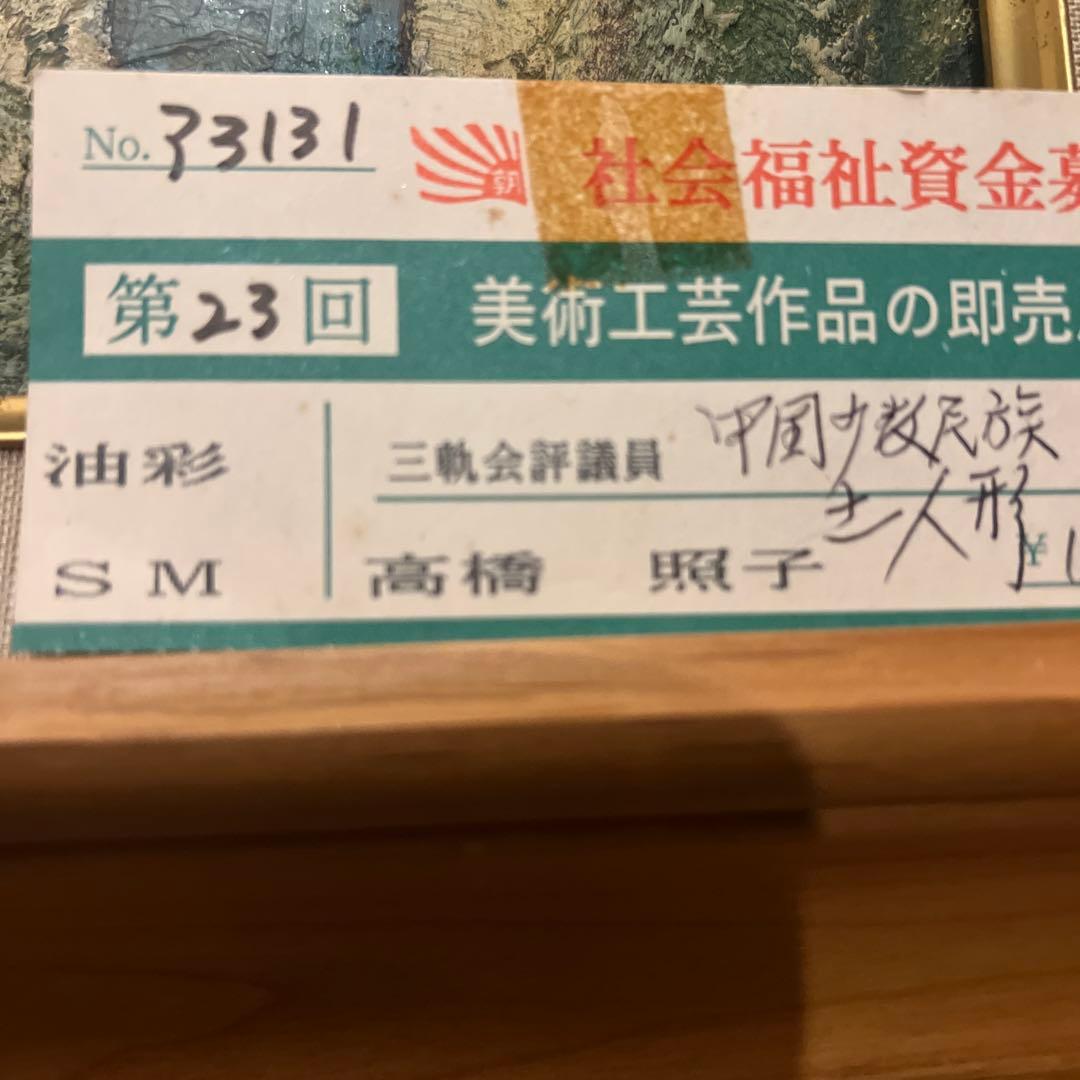 No. 33131
朝 社会福祉資金募
第23回 美術工芸作品の即売
油彩 三軌会評議員 中国少数民族
土人形
SM 高橋 照子